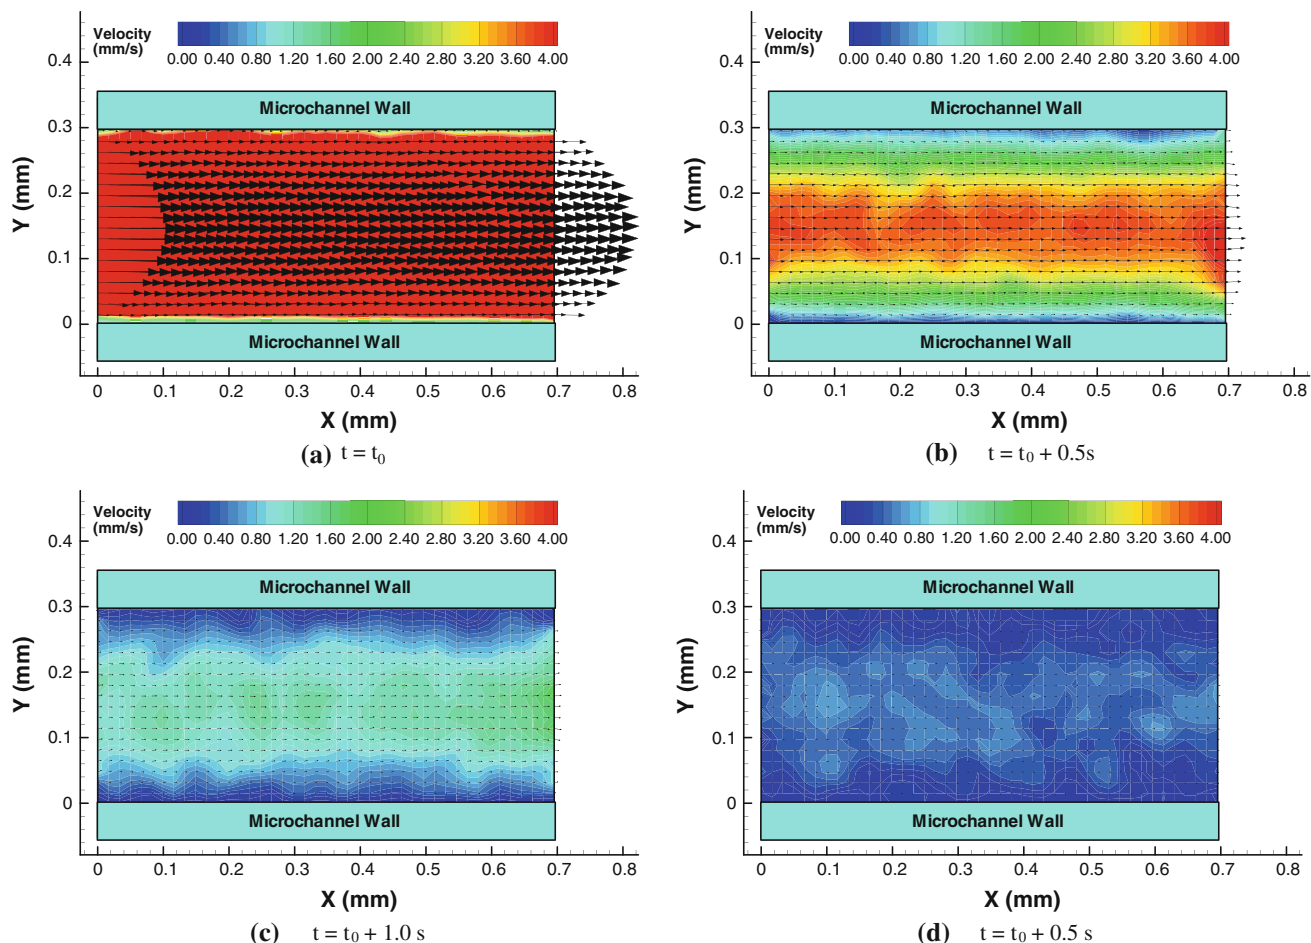 Velocity
(mm/s)
0.00 0.40 0.80 1.20 1.60 2.00 2.40 2.80 3.20 3.60 4.00
0.4
0.3
0.2
0.1
0
Y (mm)
Microchannel Wall
Microchannel Wall
0 0.1 0.2 0.3 0.4 0.5 0.6 0.7 0.8
X (mm)
(a) t = t0
Velocity
(mm/s)
0.00 0.40 0.80 1.20 1.60 2.00 2.40 2.80 3.20 3.60 4.00
0.4
0.3
0.2
0.1
0
Y (mm)
Microchannel Wall
Microchannel Wall
0 0.1 0.2 0.3 0.4 0.5 0.6 0.7 0.8
X (mm)
(b) t = t0 + 0.5s
Velocity
(mm/s)
0.00 0.40 0.80 1.20 1.60 2.00 2.40 2.80 3.20 3.60 4.00
0.4
0.3
0.2
0.1
0
Y (mm)
Microchannel Wall
Microchannel Wall
0 0.1 0.2 0.3 0.4 0.5 0.6 0.7 0.8
X (mm)
(c) t = t0 + 1.0 s
Velocity
(mm/s)
0.00 0.40 0.80 1.20 1.60 2.00 2.40 2.80 3.20 3.60 4.00
0.4
0.3
0.2
0.1
0
Y (mm)
Microchannel Wall
Microchannel Wall
0 0.1 0.2 0.3 0.4 0.5 0.6 0.7 0.8
X (mm)
(d) t = t0 + 0.5 s